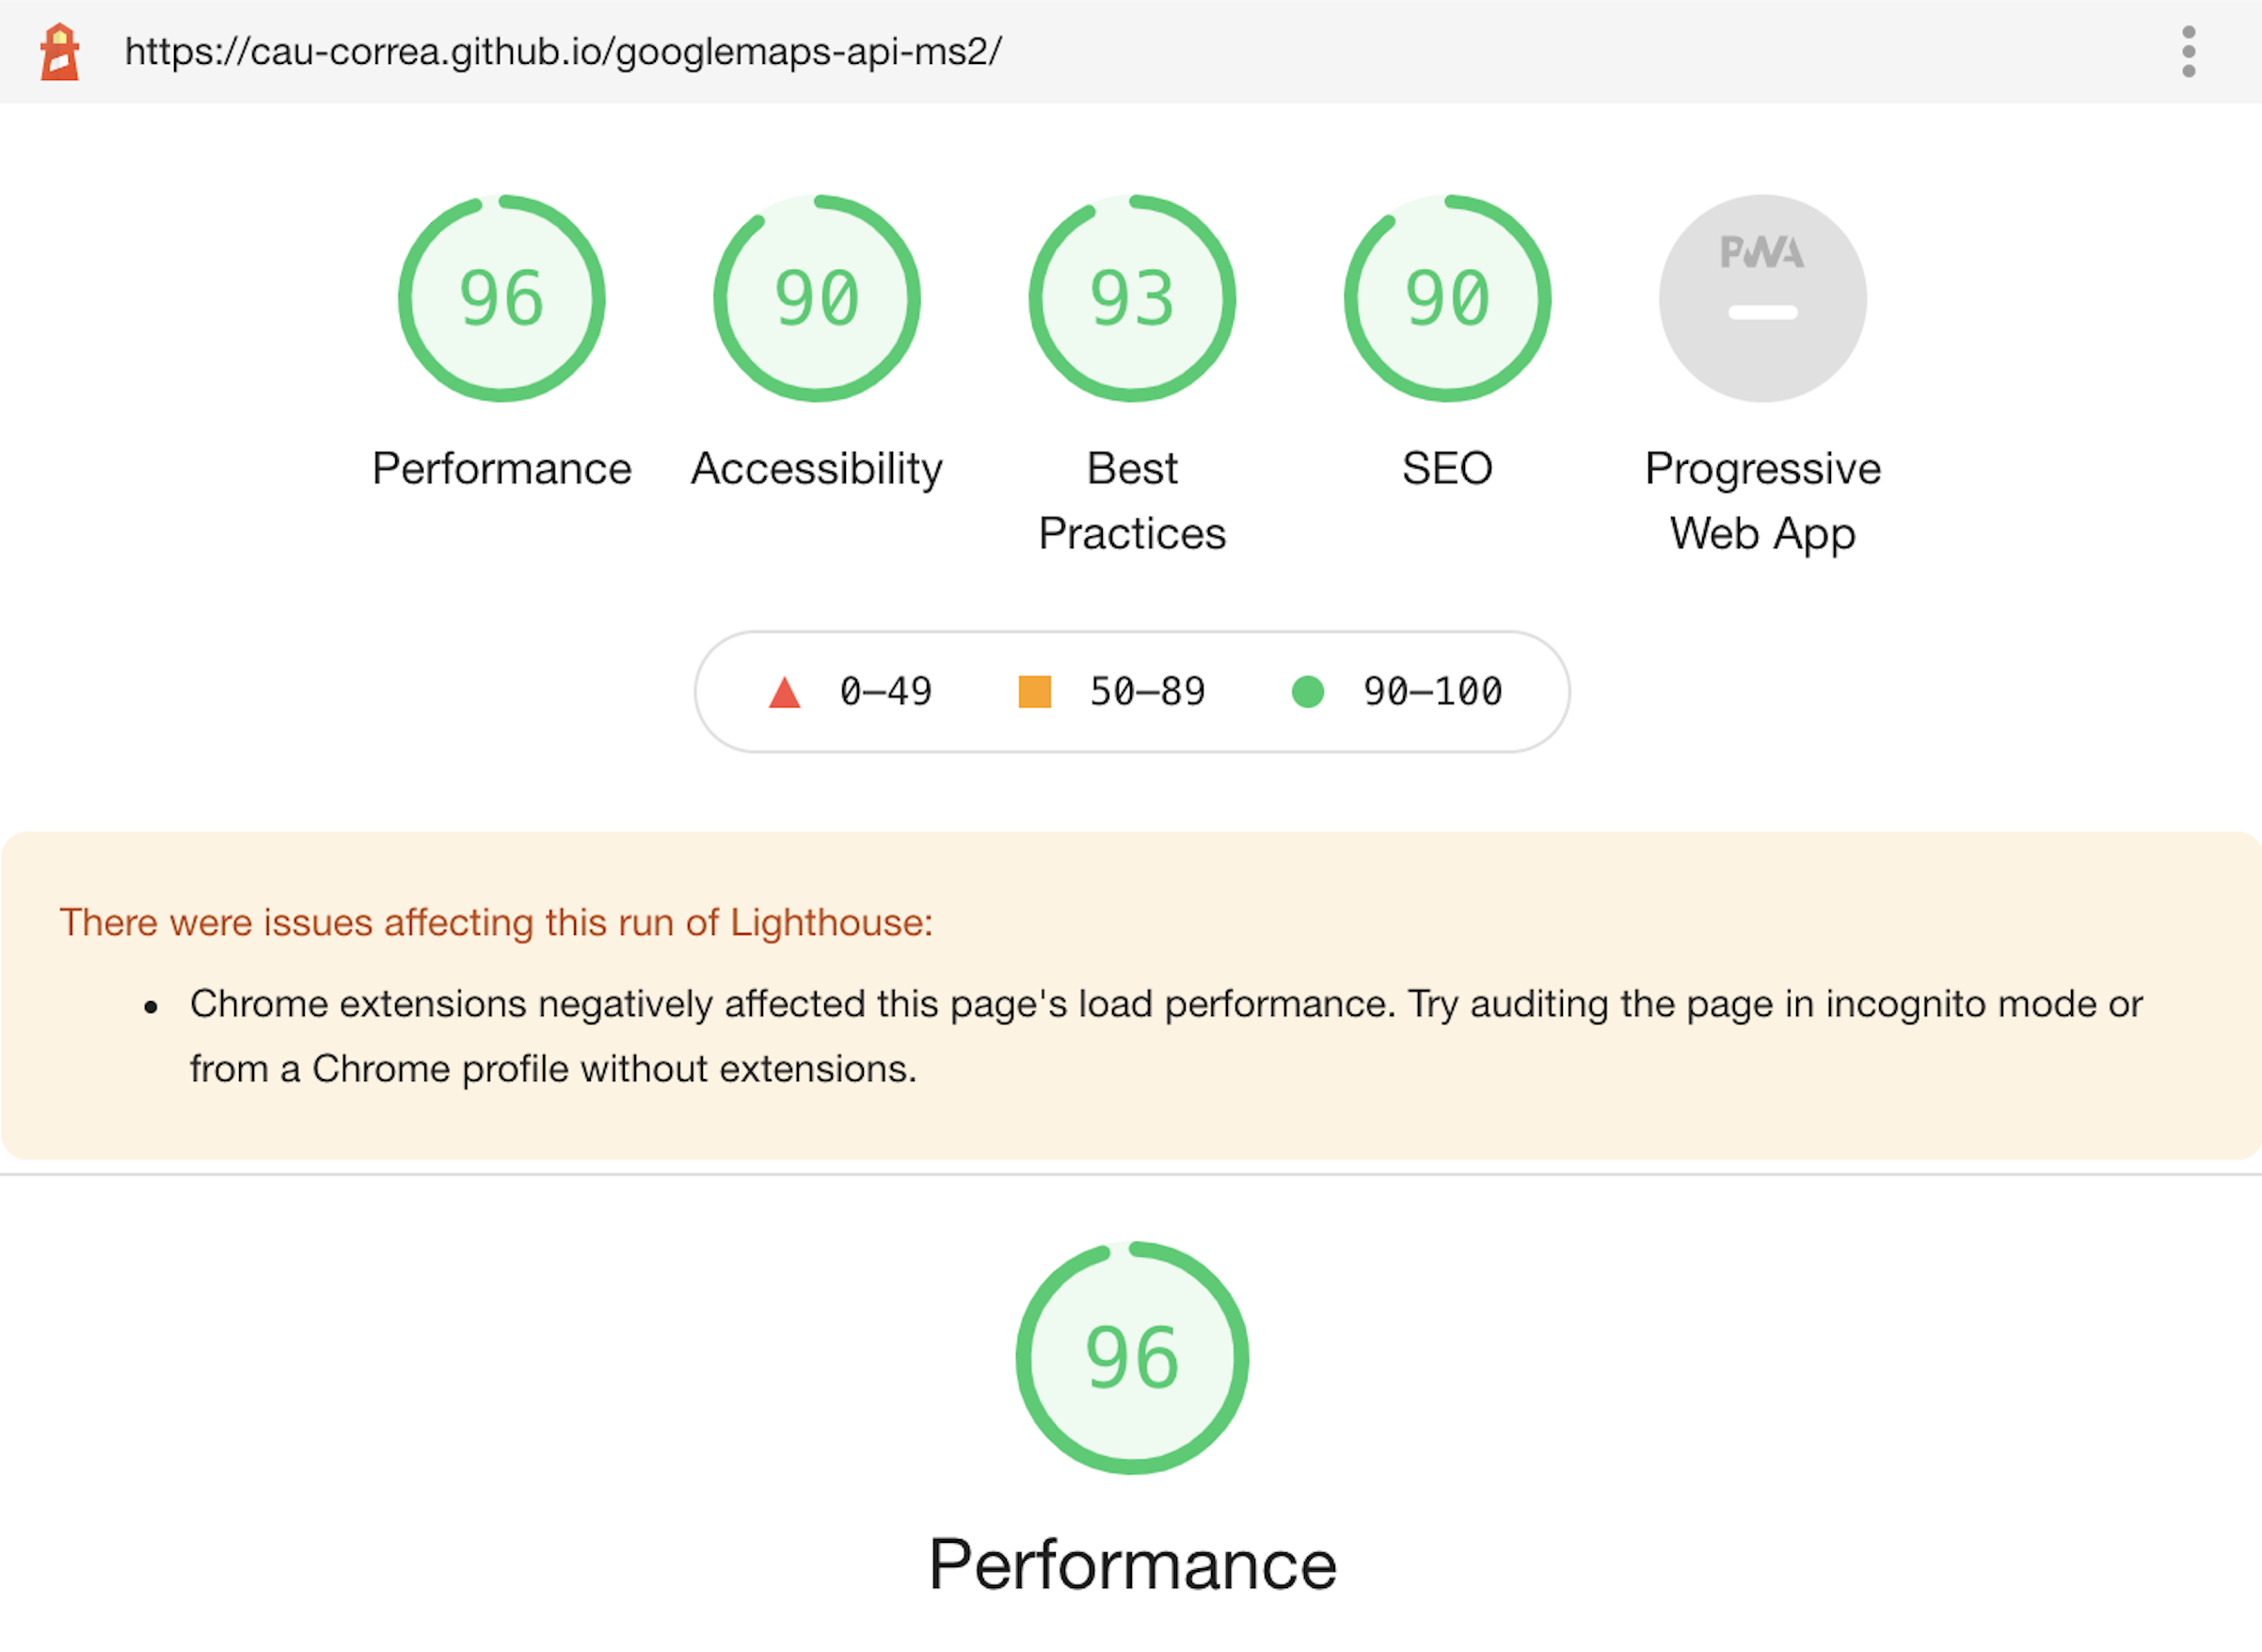 https://cau-correa.github.io/googlemaps-api-ms2/
96
90
93
90
PWA
Performance
Accessibility
Best
Practices
SEO
Progressive
Web App
0–49
50–89
90–100
There were issues affecting this run of Lighthouse:
• Chrome extensions negatively affected this page's load performance. Try auditing the page in incognito mode or
from a Chrome profile without extensions.
96
Performance